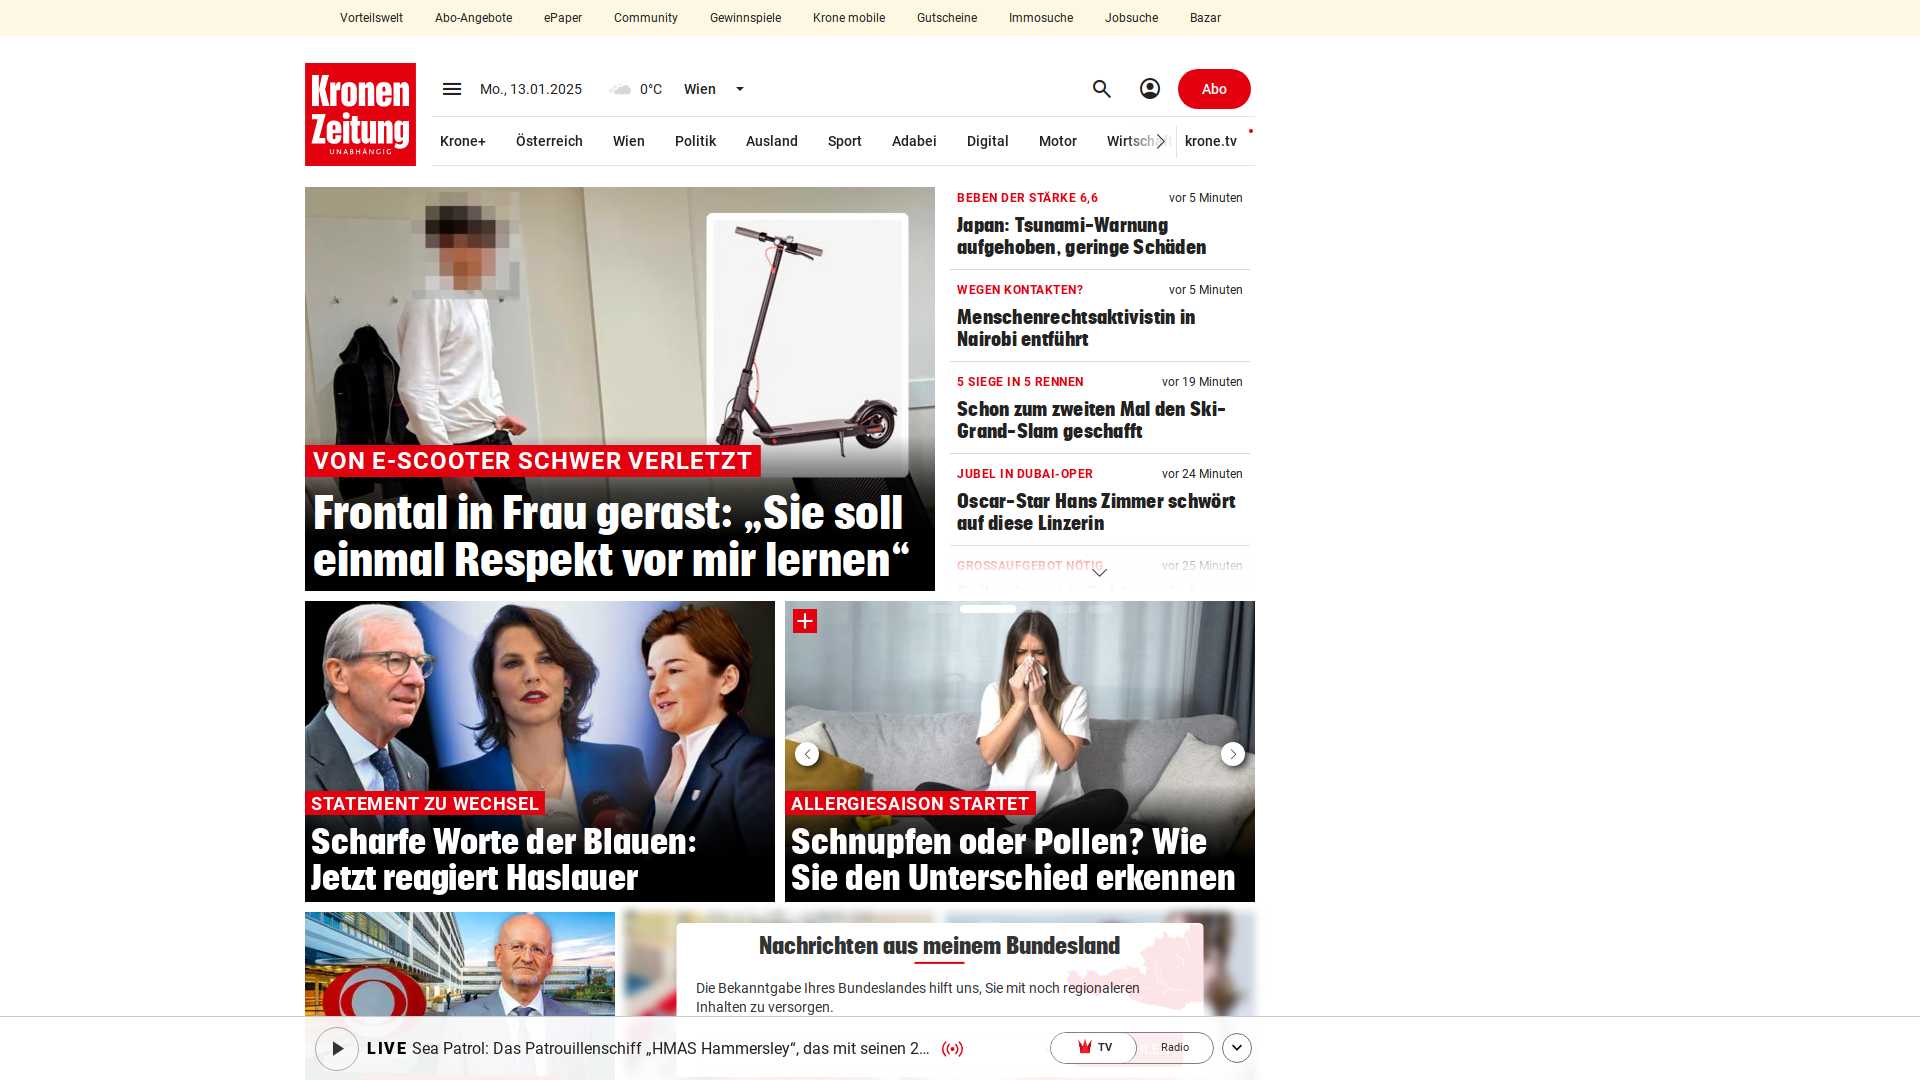 Vorteilswelt
Abo-Angebote
ePaper
Community
Gewinnspiele
Krone mobile
Gutscheine
Immosuche
Jobsuche
Bazar
Kronen
Zeitung
UNABHÄNGIG
Mo., 13.01.2025
0°C
Wien
Abo
Krone+
Österreich
Wien
Politik
Ausland
Sport
Adabei
Digital
Motor
krone.tv
VON E-SCOOTER SCHWER VERLETZT
Frontal in Frau gerast: „Sie soll
einmal Respekt vor mir lernen“
BEBEN DER STÄRKE 6,6
vor 5 Minuten
Japan: Tsunami-Warnung
aufgehoben, geringe Schäden
WEGEN KONTAKTEN?
vor 5 Minuten
Menschenrechtsaktivistin in
Nairobi entführt
5 SIEGE IN 5 RENNEN
vor 19 Minuten
Schon zum zweiten Mal den Ski-
Grand-Slam geschafft
JUBEL IN DUBAI-OPER
vor 24 Minuten
Oscar-Star Hans Zimmer schwört
auf diese Linzerin
GROSSAUFGEBOT NÖTIG
vor 25 Minuten
STATEMENT ZU WECHSEL
Scharfe Worte der Blauen:
Jetzt reagiert Haslauer
ALLERGIESAISON STARTET
Schnupfen oder Pollen? Wie
Sie den Unterschied erkennen
Nachrichten aus meinem Bundesland
Die Bekanntgabe Ihres Bundeslandes hilft uns, Sie mit noch regionaleren
Inhalten zu versorgen.
LIVE Sea Patrol: Das Patrouillenschiff „HMAS Hammersley“, das mit seinen 2...
TV
Radio